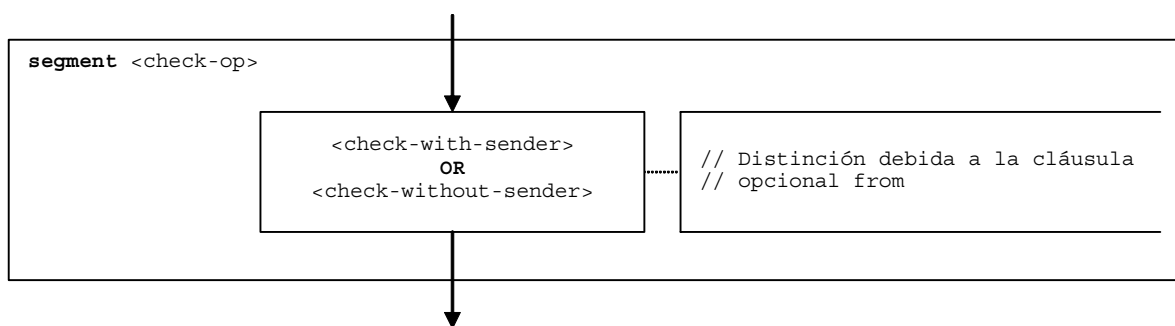 segment <check-op>
<check-with-sender>
OR
<check-without-sender>
// Distinción debida a la cláusula
// opcional from